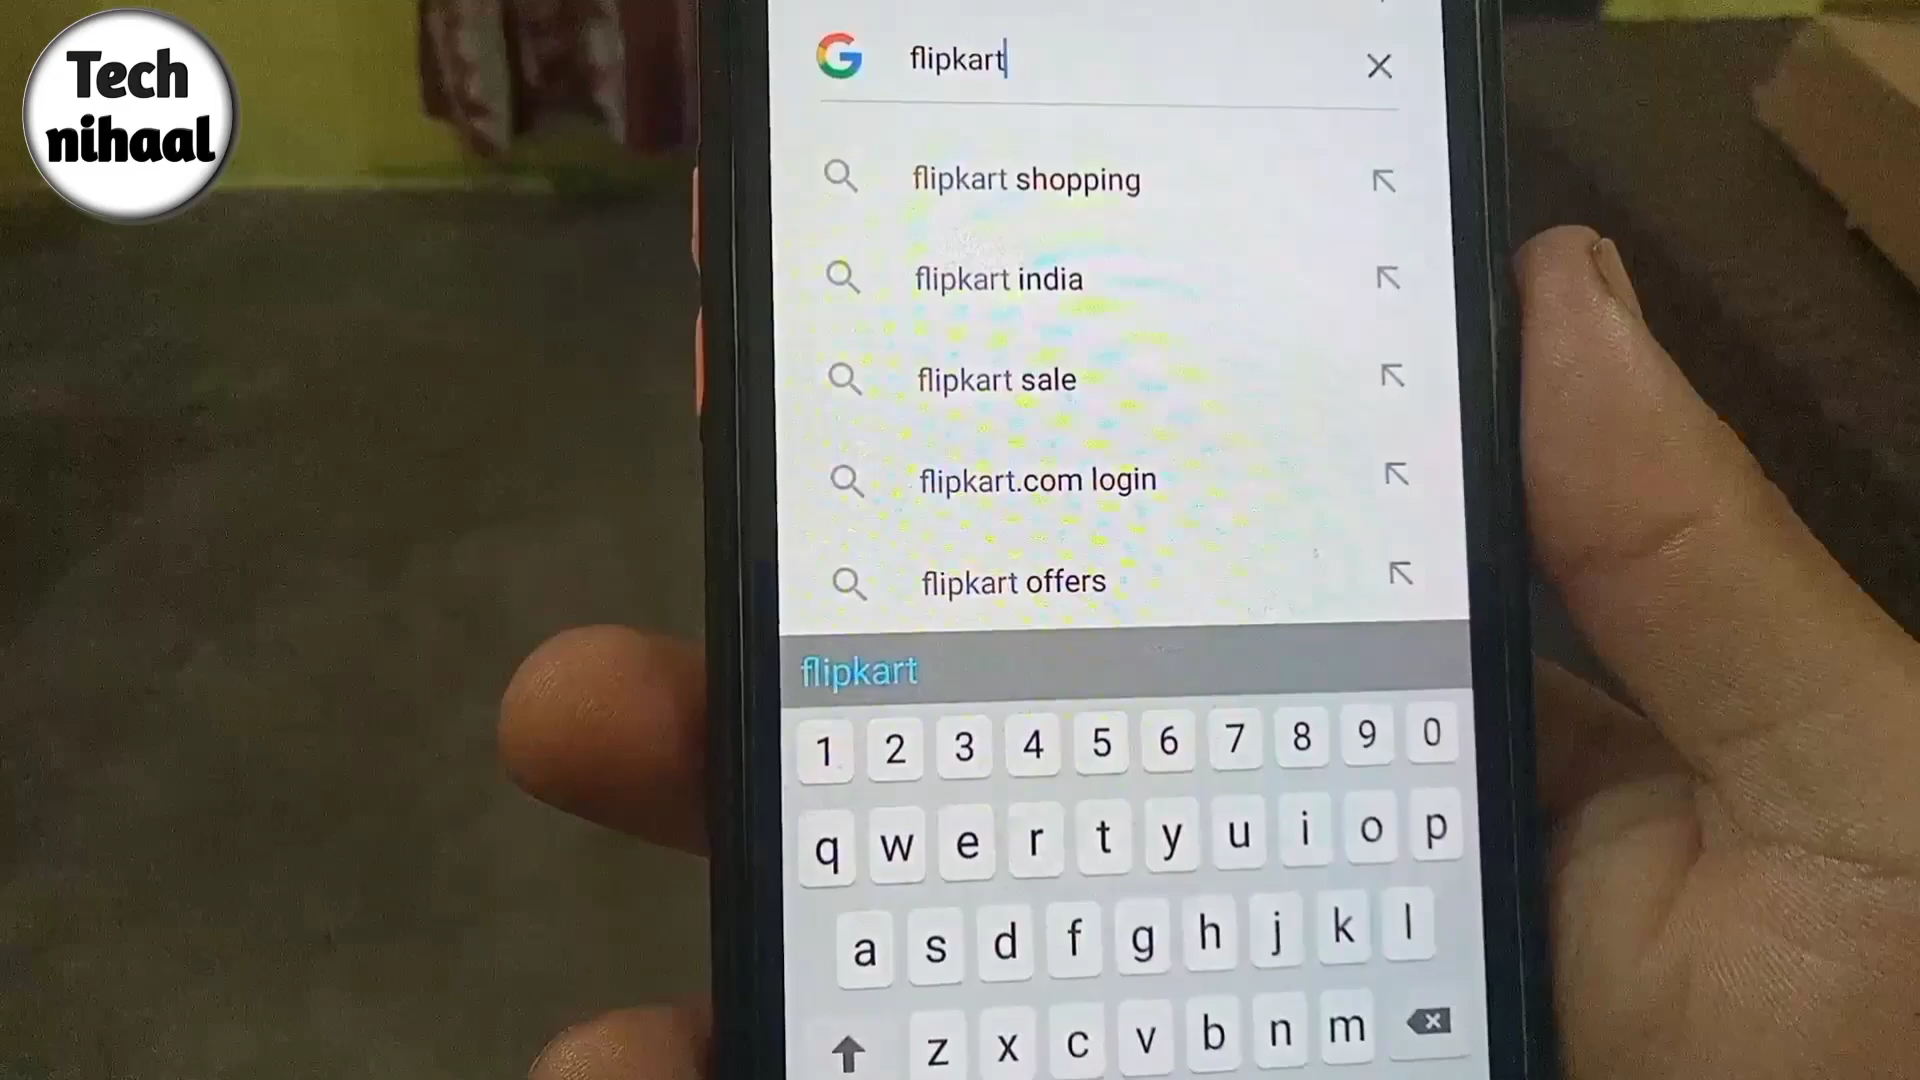 Tech
nihaal
flipkart
flipkart shopping
flipkart india
flipkart sale
flipkart.com login
flipkart offers
flipkart
1 2 3 4 5 6 7 8 9 0
q w e r t y u i o p
a s d f g h j k l
z x c v b n m